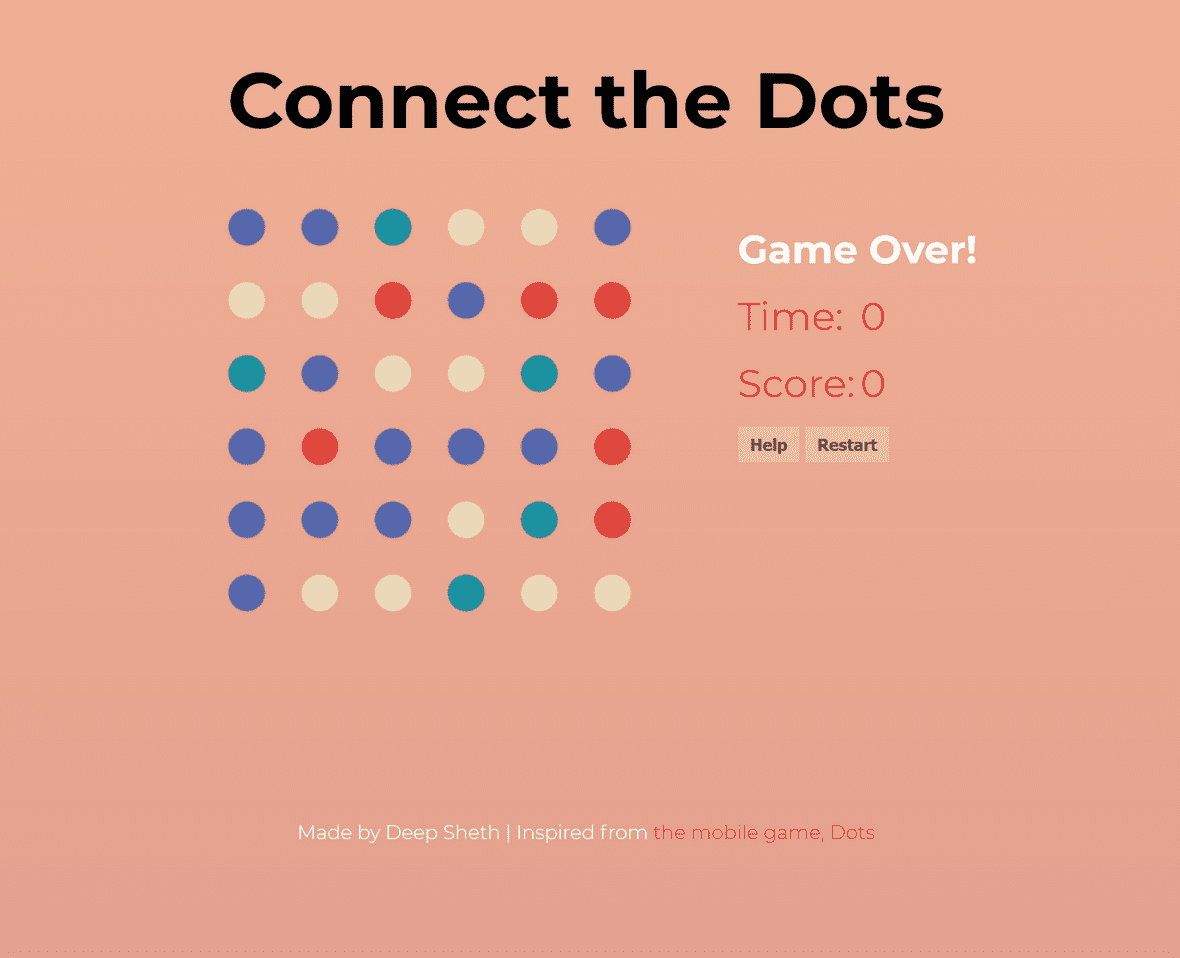 Connect the Dots
Game Over!
Time: 0
Score: 0
Help Restart
Made by Deep Sheth | Inspired from the mobile game, Dots